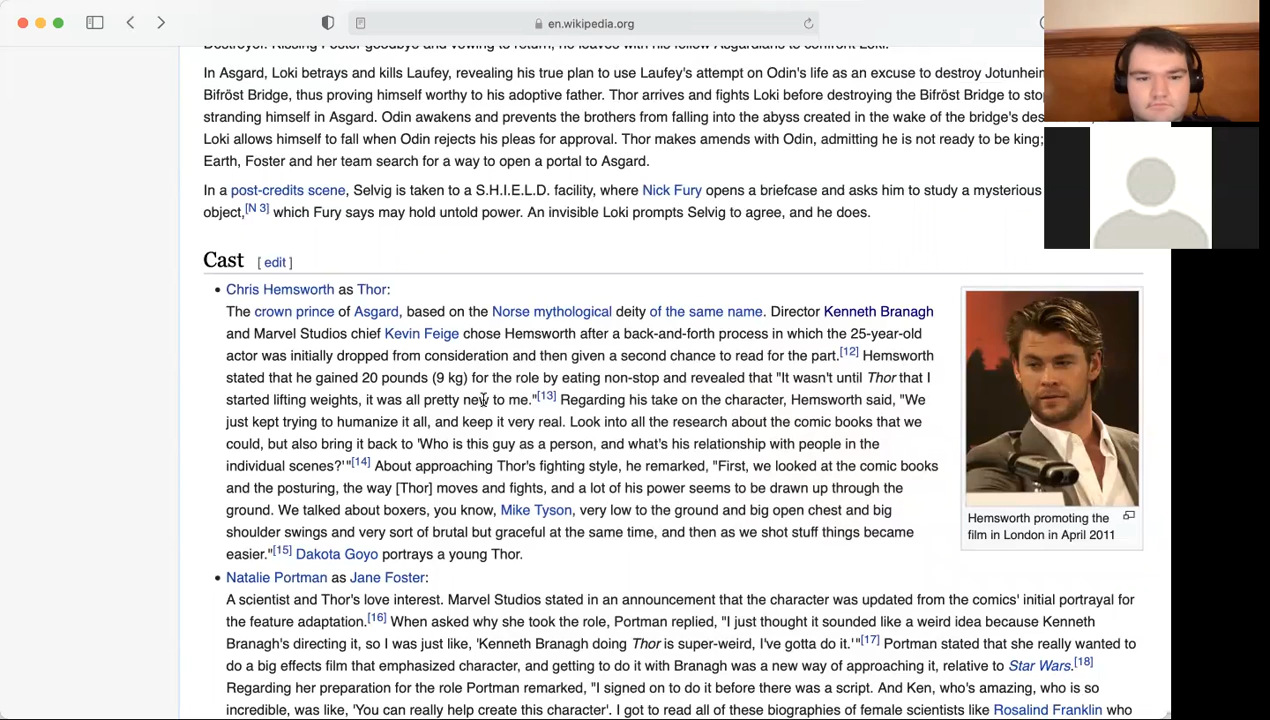 en.wikipedia.org
Destroyer. Kissing Foster goodbye and vowing to return, he leaves with his fellow Asgardians to confront Loki.
In Asgard, Loki betrays and kills Laufey, revealing his true plan to use Laufey's attempt on Odin's life as an excuse to destroy Jotunheim
Bifröst Bridge, thus proving himself worthy to his adoptive father. Thor arrives and fights Loki before destroying the Bifröst Bridge to stop
stranding himself in Asgard. Odin awakens and prevents the brothers from falling into the abyss created in the wake of the bridge's
Loki allows himself to fall when Odin rejects his pleas for approval. Thor makes amends with Odin, admitting he is not ready to be king;
Earth, Foster and her team search for a way to open a portal to Asgard.
In a post-credits scene, Selvig is taken to a S.H.I.E.L.D. facility, where Nick Fury opens a briefcase and asks him to study a mysterious
object,[N 3] which Fury says may hold untold power. An invisible Loki prompts Selvig to agree, and he does.
Cast [ edit ]
• Chris Hemsworth as Thor:
The crown prince of Asgard, based on the Norse mythological deity of the same name. Director Kenneth Branagh
and Marvel Studios chief Kevin Feige chose Hemsworth after a back-and-forth process in which the 25-year-old
actor was initially dropped from consideration and then given a second chance to read for the part.[12] Hemsworth
stated that he gained 20 pounds (9 kg) for the role by eating non-stop and revealed that "It wasn't until Thor that I
started lifting weights, it was all pretty new to me."[13] Regarding his take on the character, Hemsworth said, "We
just kept trying to humanize it all, and keep it very real. Look into all the research about the comic books that we
could, but also bring it back to 'Who is this guy as a person, and what's his relationship with people in the
individual scenes?'"[14] About approaching Thor's fighting style, he remarked, "First, we looked at the comic books
and the posturing, the way [Thor] moves and fights, and a lot of his power seems to be drawn up through the
ground. We talked about boxers, you know, Mike Tyson, very low to the ground and big open chest and big
shoulder swings and very sort of brutal but graceful at the same time, and then as we shot stuff things became
easier."[15] Dakota Goyo portrays a young Thor.
Hemsworth promoting the
film in London in April 2011
• Natalie Portman as Jane Foster:
A scientist and Thor's love interest. Marvel Studios stated in an announcement that the character was updated from the comics' initial portrayal for
the feature adaptation.[16] When asked why she took the role, Portman replied, "I just thought it sounded like a weird idea because Kenneth
Branagh's directing it, so I was just like, 'Kenneth Branagh doing Thor is super-weird, I've gotta do it.'"[17] Portman stated that she really wanted to
do a big effects film that emphasized character, and getting to do it with Branagh was a new way of approaching it, relative to Star Wars.[18]
Regarding her preparation for the role Portman remarked, "I signed on to do it before there was a script. And Ken, who's amazing, who is so
incredible, was like, 'You can really help create this character'. I got to read all of these biographies of female scientists like Rosalind Franklin who